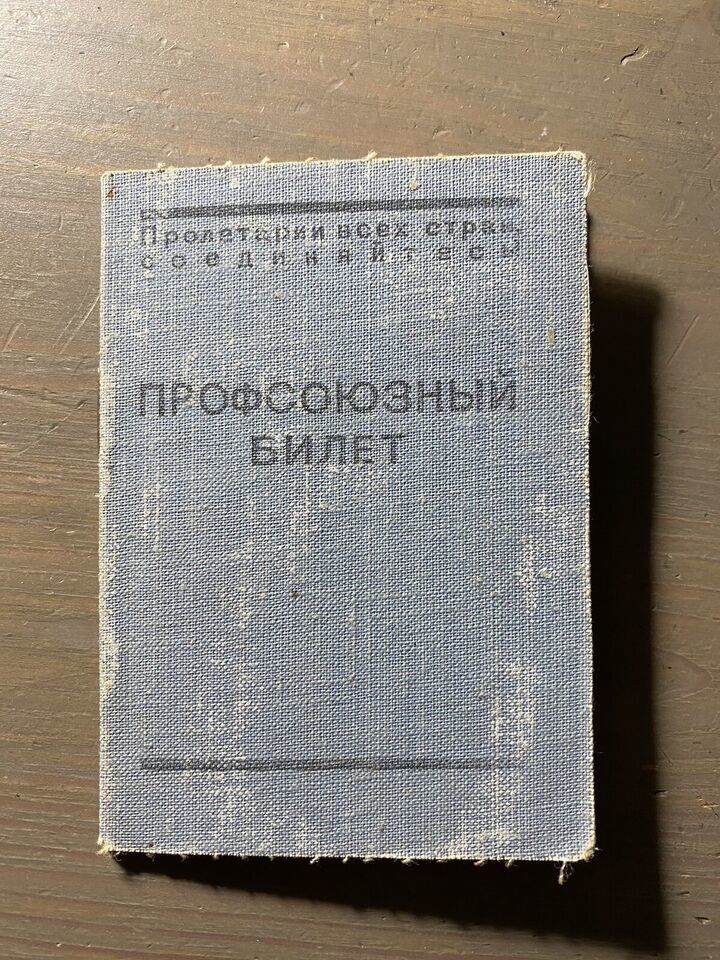 Пролетарии всех стран,
соединяйтесь
ПРОФСОЮЗНЫЙ
БИЛЕТ